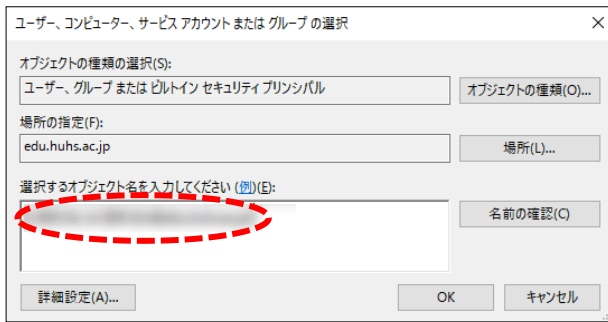 ユーザー、コンピューター、サービス アカウント または グループ の選択
オブジェクトの種類の選択(S):
ユーザー、グループ または ビルトイン セキュリティ プリンシパル
オブジェクトの種類(O)...
場所の指定(F):
edu.huhs.ac.jp
場所(L)...
選択するオブジェクト名を入力してください (例)(E):
名前の確認(C)
詳細設定(A)...
OK
キャンセル